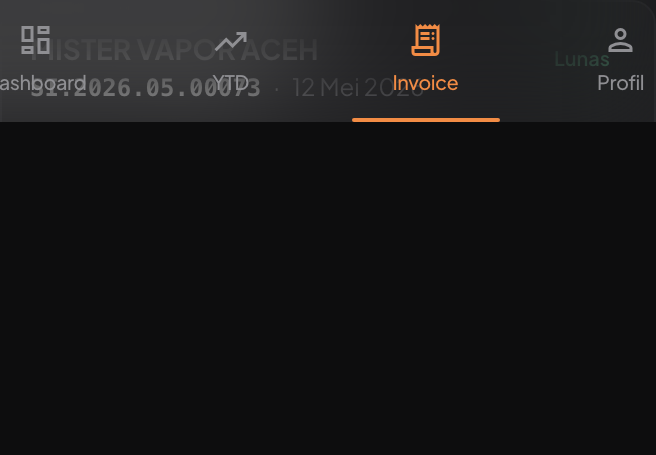 MISTER VAPOR ACEH
Lunas
ashboard
YTD
Invoice
Profil
SI.2026.05.00073 · 12 Mei 2026